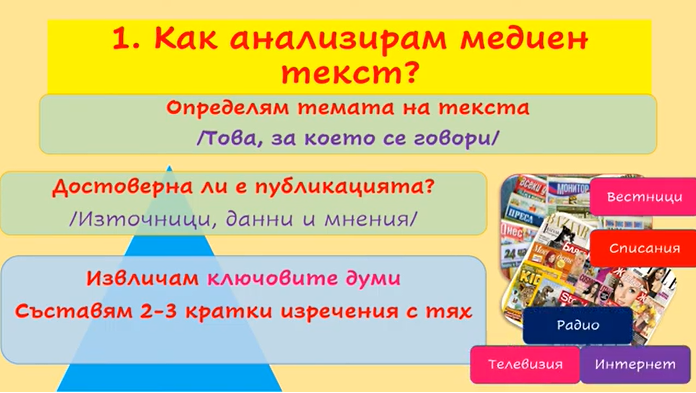 1. Как анализирам медиен
текст?
Определям темата на текста
/Това, за което се говори/
Достоверна ли е публикацията?
/Източници, данни и мнения/
Извличам ключовите думи
Съставям 2-3 кратки изречения с тях
Вестници
Списания
Радио
Телевизия
Интернет